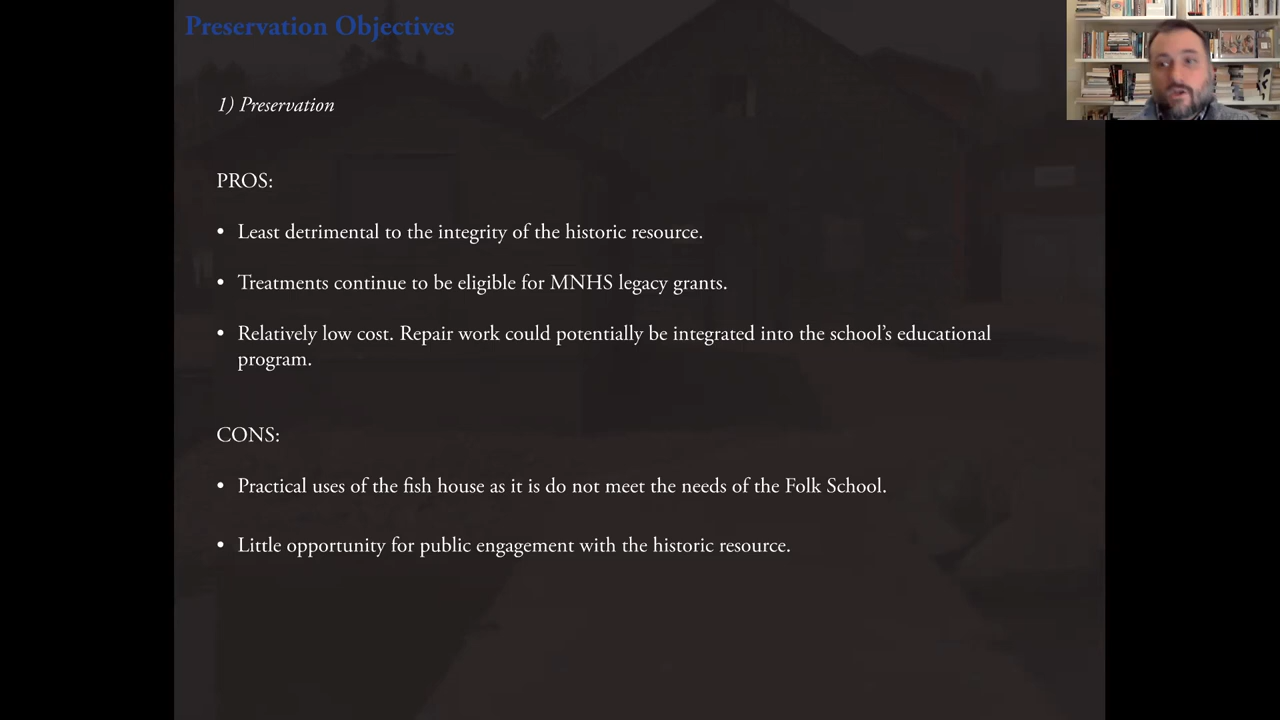 Preservation Objectives
1) Preservation
PROS:
• Least detrimental to the integrity of the historic resource.
• Treatments continue to be eligible for MNHS legacy grants.
• Relatively low cost. Repair work could potentially be integrated into the school’s educational
program.
CONS:
• Practical uses of the fish house as it is do not meet the needs of the Folk School.
• Little opportunity for public engagement with the historic resource.